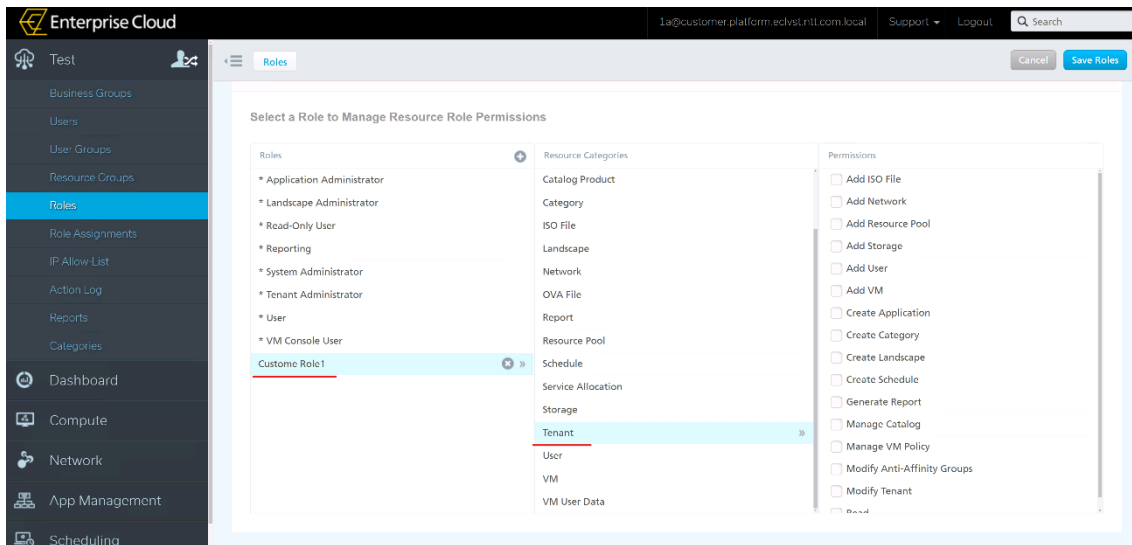 Enterprise Cloud
1a@customer.platform.eclvst.ntt.com.local
Support
Logout
Search
Test
Roles
Cancel
Save Roles
Business Groups
Users
User Groups
Resource Groups
Roles
Role Assignments
IP Allow-List
Action Log
Reports
Categories
Dashboard
Compute
Network
App Management
Scheduling
Select a Role to Manage Resource Role Permissions
Roles
* Application Administrator
* Landscape Administrator
* Read-Only User
* Reporting
* System Administrator
* Tenant Administrator
* User
* VM Console User
Custome Role1
Resource Categories
Catalog Product
Category
ISO File
Landscape
Network
OVA File
Report
Resource Pool
Schedule
Service Allocation
Storage
Tenant
User
VM
VM User Data
Permissions
Add ISO File
Add Network
Add Resource Pool
Add Storage
Add User
Add VM
Create Application
Create Category
Create Landscape
Create Schedule
Generate Report
Manage Catalog
Manage VM Policy
Modify Anti-Affinity Groups
Modify Tenant
Read